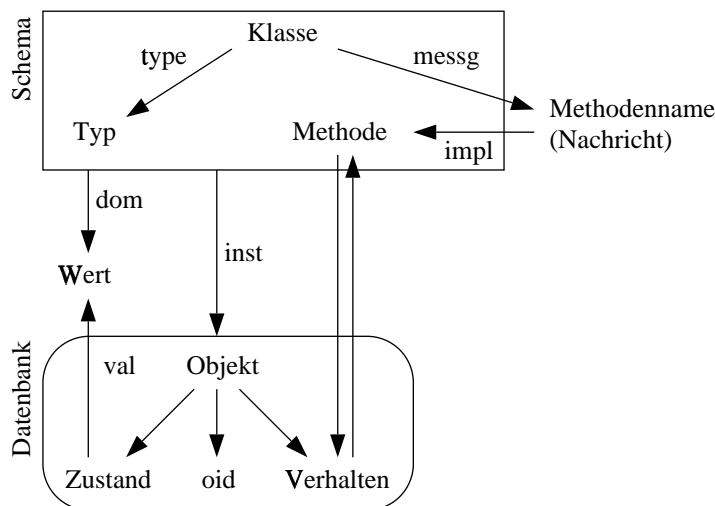 Schema
Klasse
type
messg
Typ
Methode
Methodenname
(Nachricht)
impl
dom
inst
Wert
Datenbank
val
Objekt
Zustand
oid
Verhalten